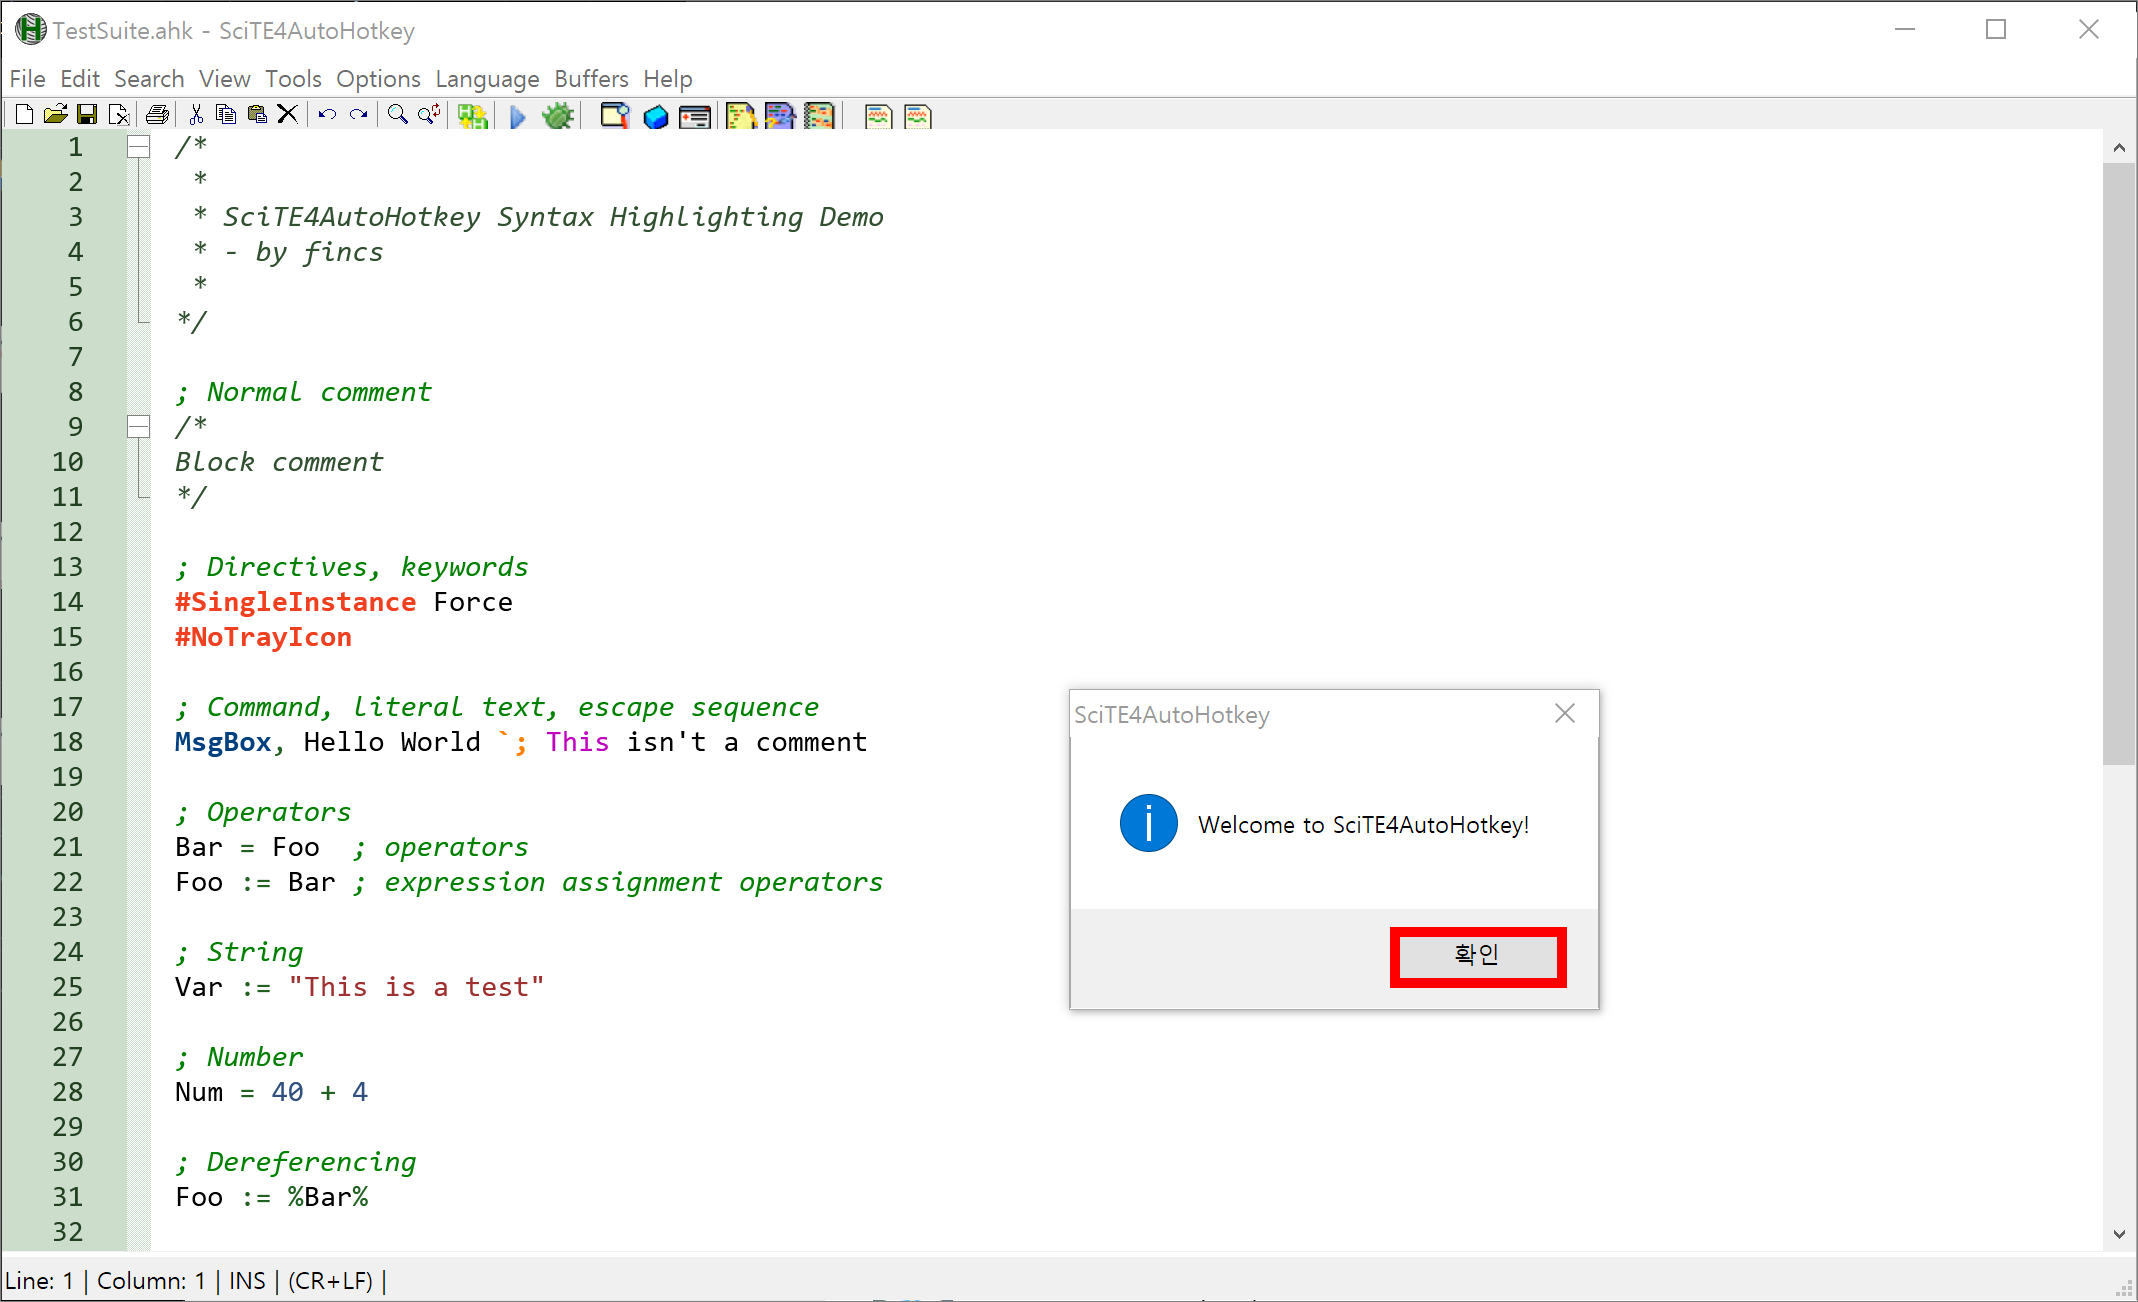 TestSuite.ahk - SciTE4AutoHotkey
File Edit Search View Tools Options Language Buffers Help
1 /*
2 *
3 * SciTE4AutoHotkey Syntax Highlighting Demo
4 * - by fincs
5 *
6 */
7
8 ; Normal comment
9 /*
10 Block comment
11 */
12
13 ; Directives, keywords
14 #SingleInstance Force
15 #NoTrayIcon
16
17 ; Command, literal text, escape sequence
18 MsgBox, Hello World `; This isn't a comment
19
20 ; Operators
21 Bar = Foo ; operators
22 Foo := Bar ; expression assignment operators
23
24 ; String
25 Var := "This is a test"
26
27 ; Number
28 Num = 40 + 4
29
30 ; Dereferencing
31 Foo := %Bar%
32
SciTE4AutoHotkey
Welcome to SciTE4AutoHotkey!
확인
Line: 1 | Column: 1 | INS | (CR+LF) |